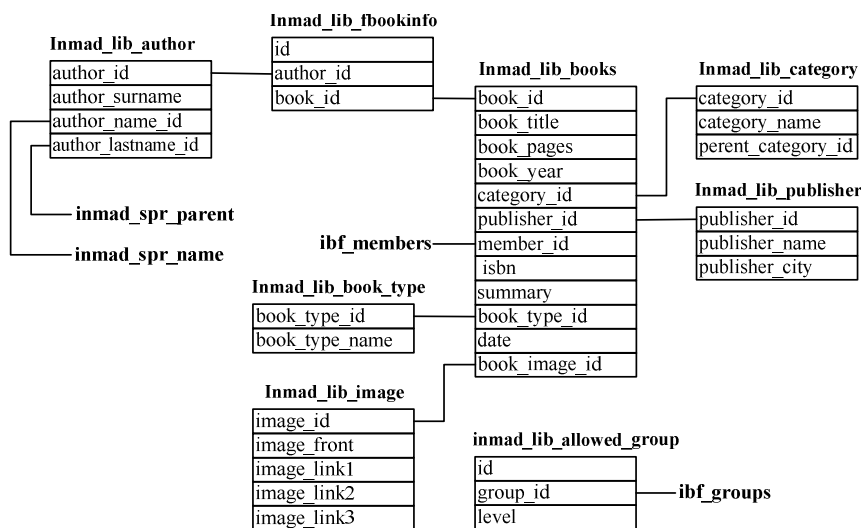 Inmad_lib_author
author_id
author_surname
author_name_id
author_lastname_id
inmad_spr_parent
inmad_spr_name
Inmad_lib_fbookinfo
id
author_id
book_id
Inmad_lib_books
book_id
book_title
book_pages
book_year
category_id
publisher_id
member_id
isbn
summary
book_type_id
date
book_image_id
ibf_members
Inmad_lib_category
category_id
category_name
perent_category_id
Inmad_lib_publisher
publisher_id
publisher_name
publisher_city
Inmad_lib_book_type
book_type_id
book_type_name
Inmad_lib_image
image_id
image_front
image_link1
image_link2
image_link3
inmad_lib_allowed_group
id
group_id
level
ibf_groups